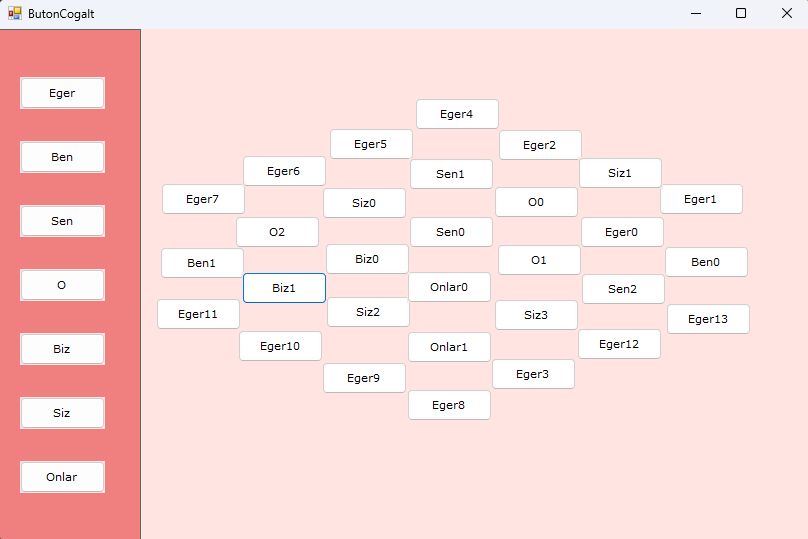 ButonCogalt
Eger
Ben
Sen
O
Biz
Siz
Onlar
Eger4
Eger5
Eger2
Eger6
Sen1
Siz1
Eger7
Siz0
O0
Eger1
O2
Sen0
Eger0
Ben1
Biz0
O1
Ben0
Biz1
Onlar0
Sen2
Eger11
Siz2
Siz3
Eger13
Eger10
Onlar1
Eger12
Eger9
Eger3
Eger8